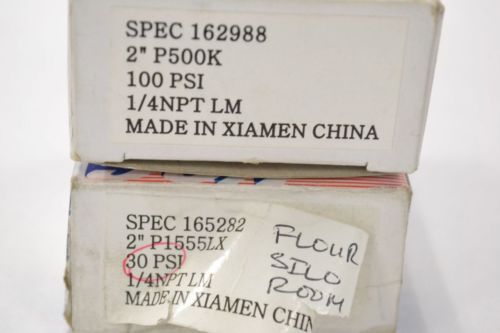 SPEC 162988
2" P500K
100 PSI
1/4NPT LM
MADE IN XIAMEN CHINA
SPEC 165282
2" P1555LX
30 PSI
1/4NPT LM
MADE IN XIAMEN CHIN
FLOUR
SILO
ROOM